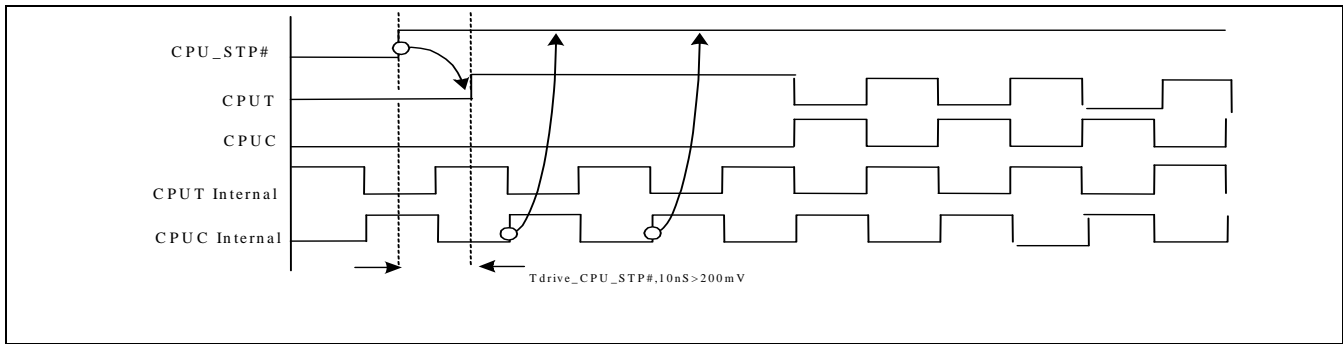 CPU_STP#
CPUT
CPUC
CPUT Internal
CPUC Internal
Tdrive_CPU_STP#,10nS>200mV